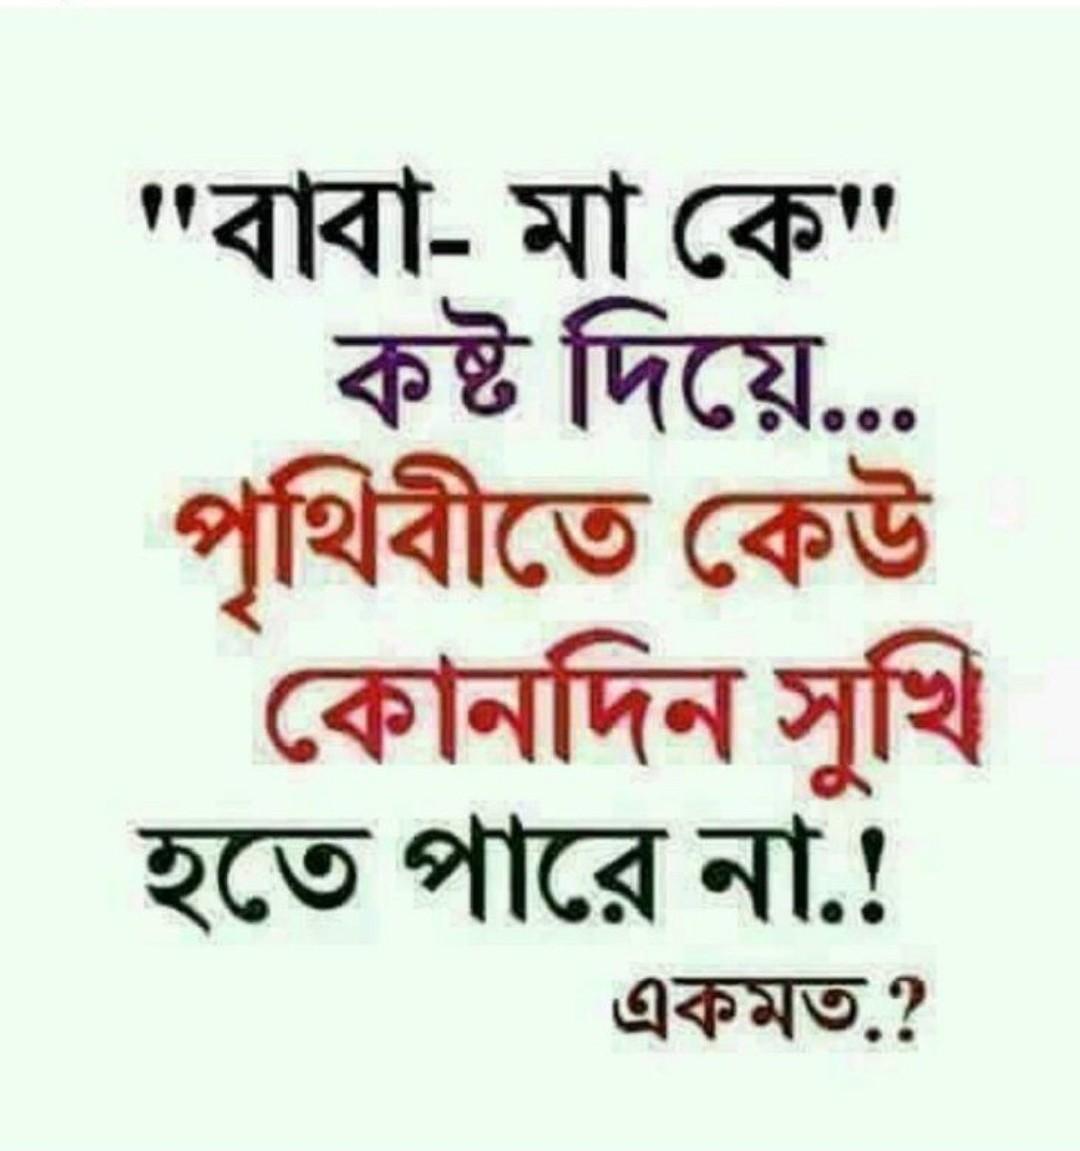 "বাবা- মা কে"
কষ্ট দিয়ে...
পৃথিবীতে কেউ
কোনদিন সুখি
হতে পারে না.!
একমত.?